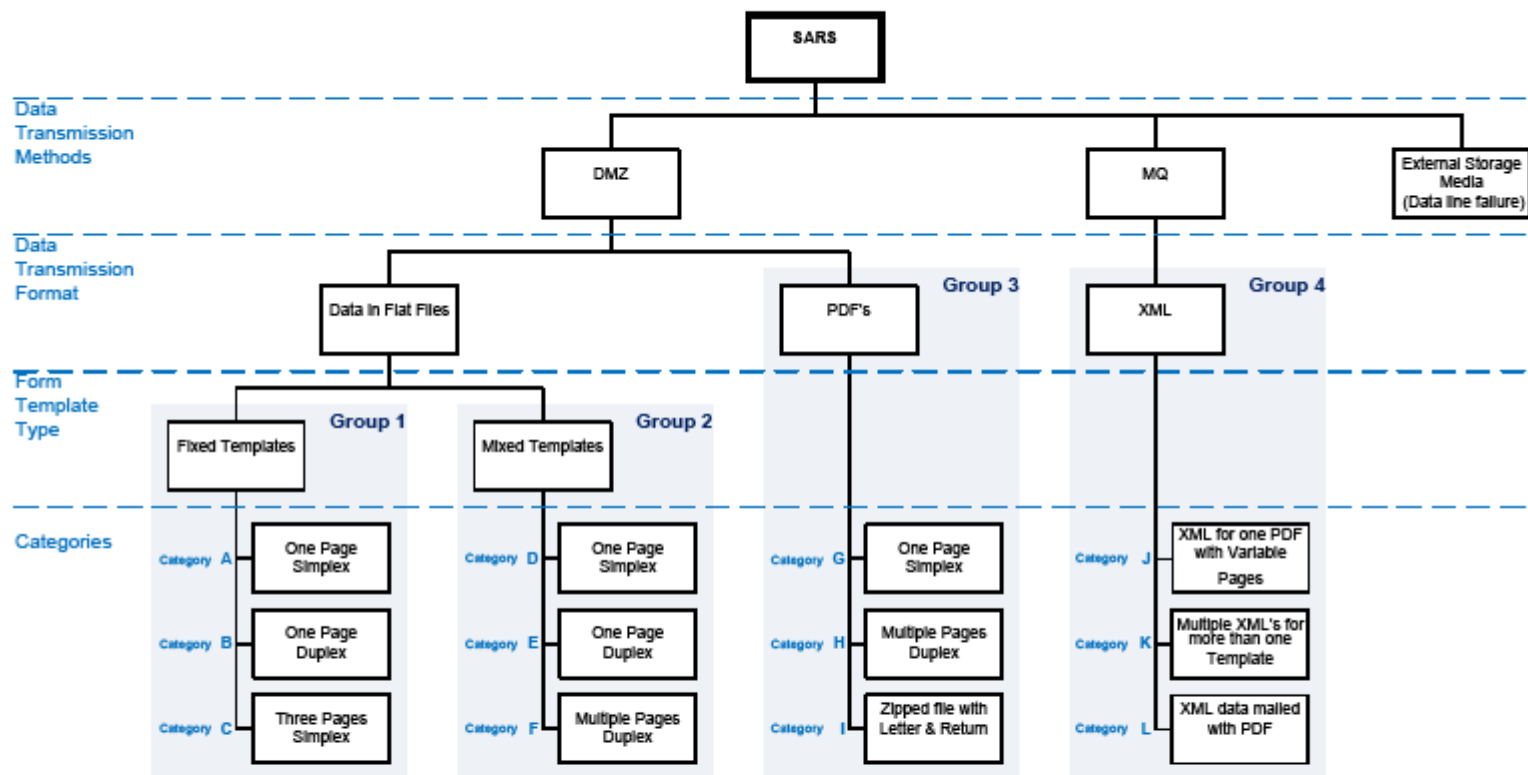 SARS
Data
Transmission
Methods
DMZ
MQ
External Storage
Media
(Data line failure)
Data
Transmission
Format
Data in Flat Files
PDF's
Group 3
XML
Group 4
Form
Template
Type
Fixed Templates
Group 1
Mixed Templates
Group 2
Categories
Category A
One Page
Simplex
Category B
One Page
Duplex
Category C
Three Pages
Simplex
Category D
One Page
Simplex
Category E
One Page
Duplex
Category F
Multiple Pages
Duplex
Category G
One Page
Simplex
Category H
Multiple Pages
Duplex
Category I
Zipped file with
Letter & Return
Category J
XML for one PDF
with Variable
Pages
Category K
Multiple XML's for
more than one
Template
Category L
XML data mailed
with PDF